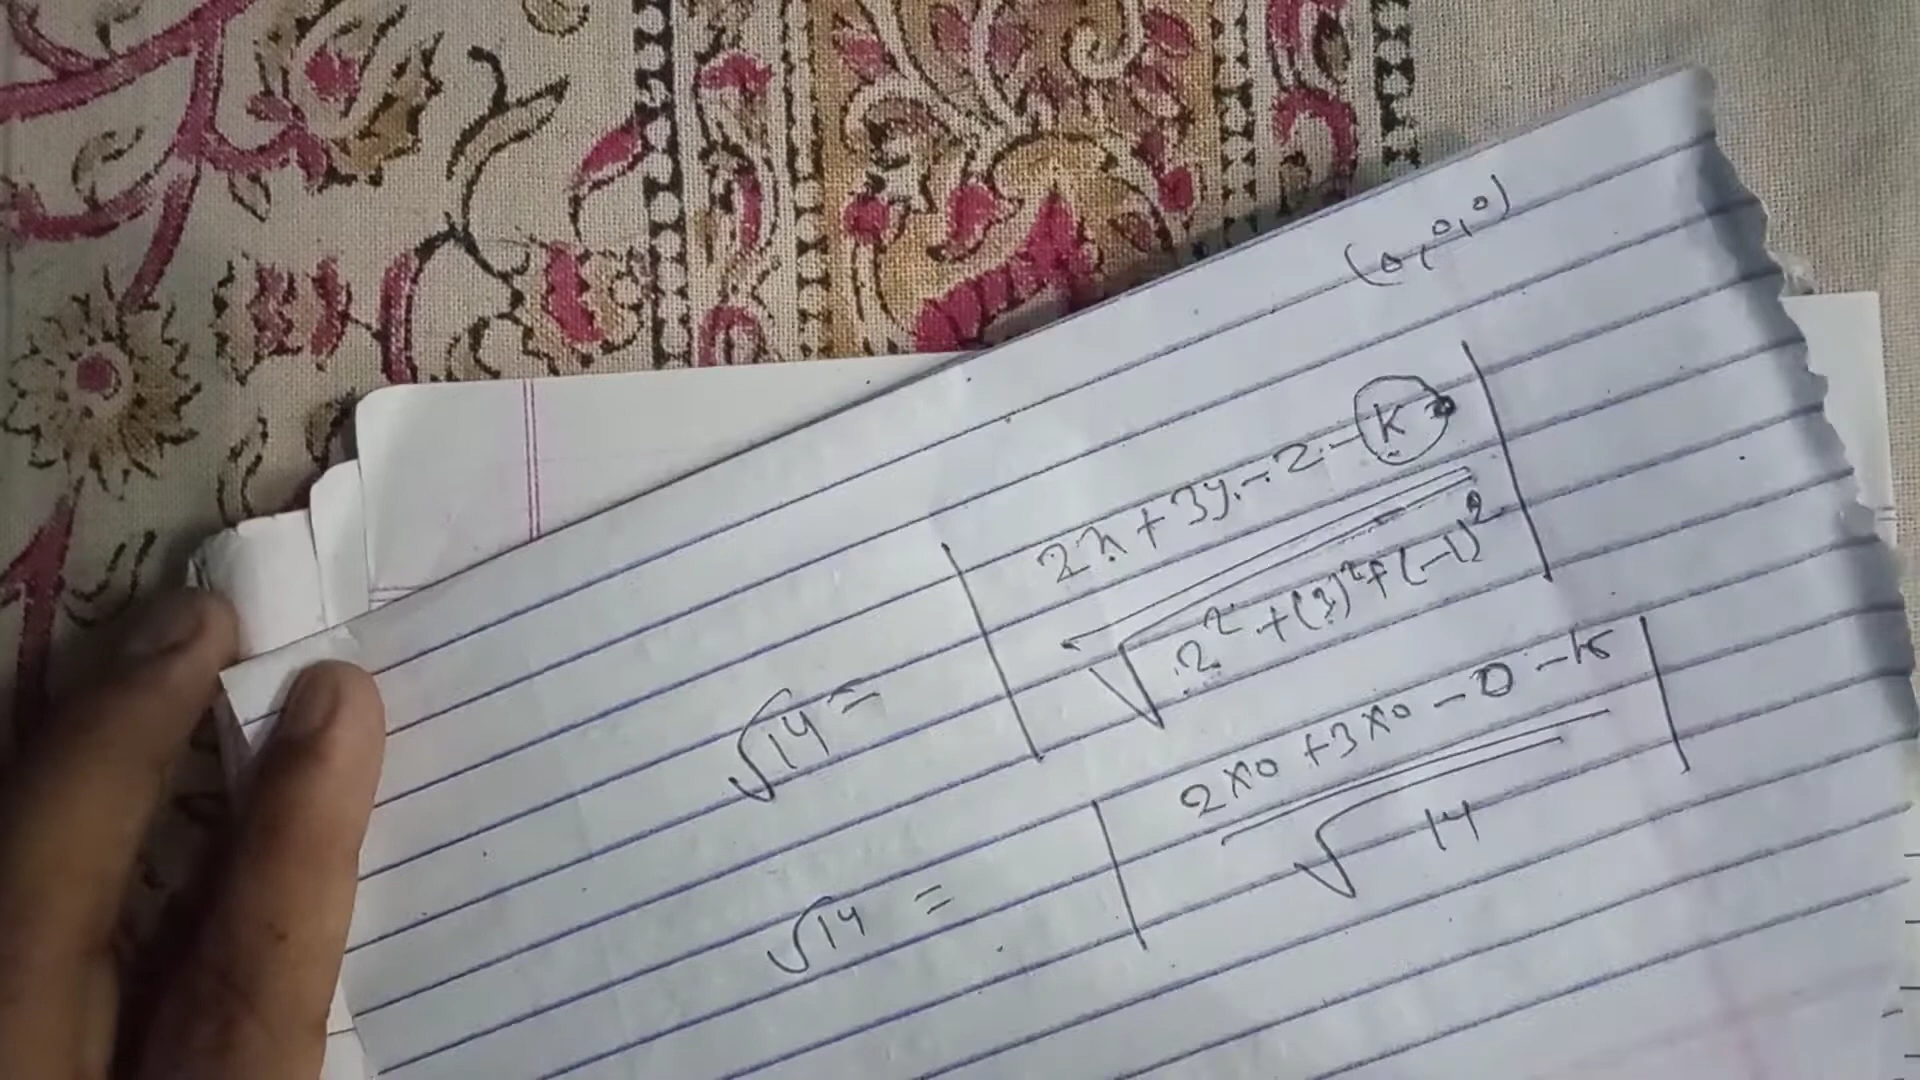 (0,0,0)
√14 = | 2x + 3y - z - k / √2² + (3)² + (-1)² |
√14 = | 2×0 + 3×0 - 0 - k / √14 |